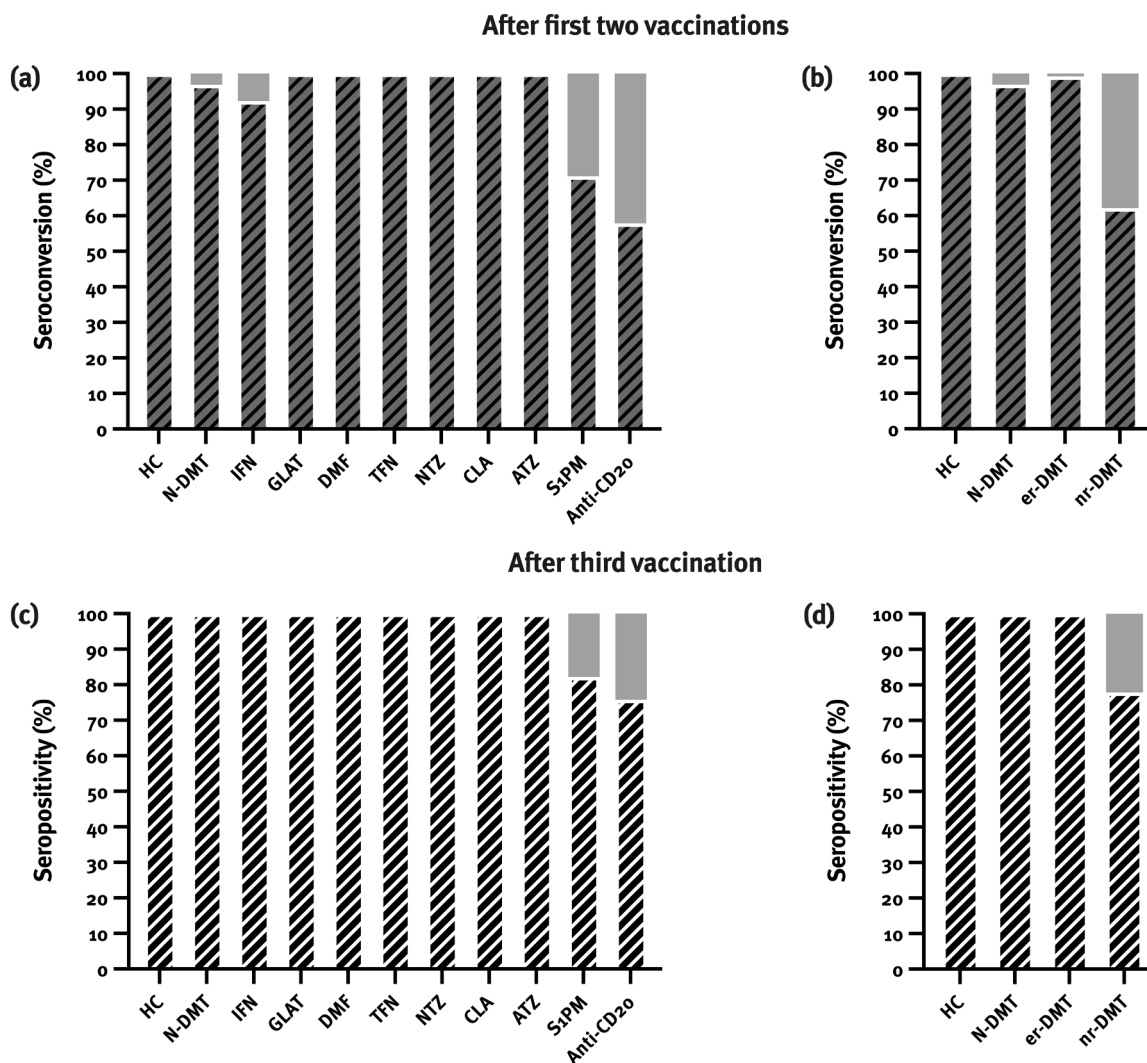 After first two vaccinations
(a)
Seroconversion (%)
100
90
80
70
60
50
40
30
20
10
0
HC
N-DMT
IFN
GLAT
DMF
TFN
NTZ
CLA
ATZ
S1PM
Anti-CD20
(b)
Seroconversion (%)
100
90
80
70
60
50
40
30
20
10
0
HC
N-DMT
er-DMT
nr-DMT
After third vaccination
(c)
Seropositivity (%)
100
90
80
70
60
50
40
30
20
10
0
HC
N-DMT
IFN
GLAT
DMF
TFN
NTZ
CLA
ATZ
S1PM
Anti-CD20
(d)
Seropositivity (%)
100
90
80
70
60
50
40
30
20
10
0
HC
N-DMT
er-DMT
nr-DMT